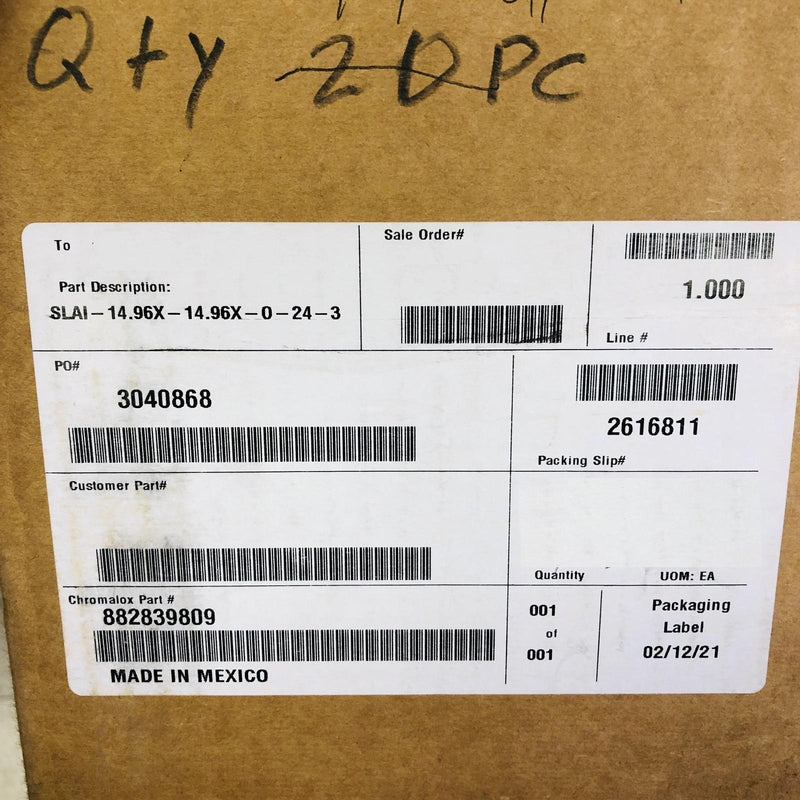 Qty 20PC
To
Part Description:
SLAI-14.96X-14.96X-0-24-3
Sale Order#
1.000
Line #
PO#
3040868
2616811
Packing Slip#
Customer Part#
Quantity
UOM: EA
Chromalox Part #
882839809
MADE IN MEXICO
001
of
001
Packaging
Label
02/12/21